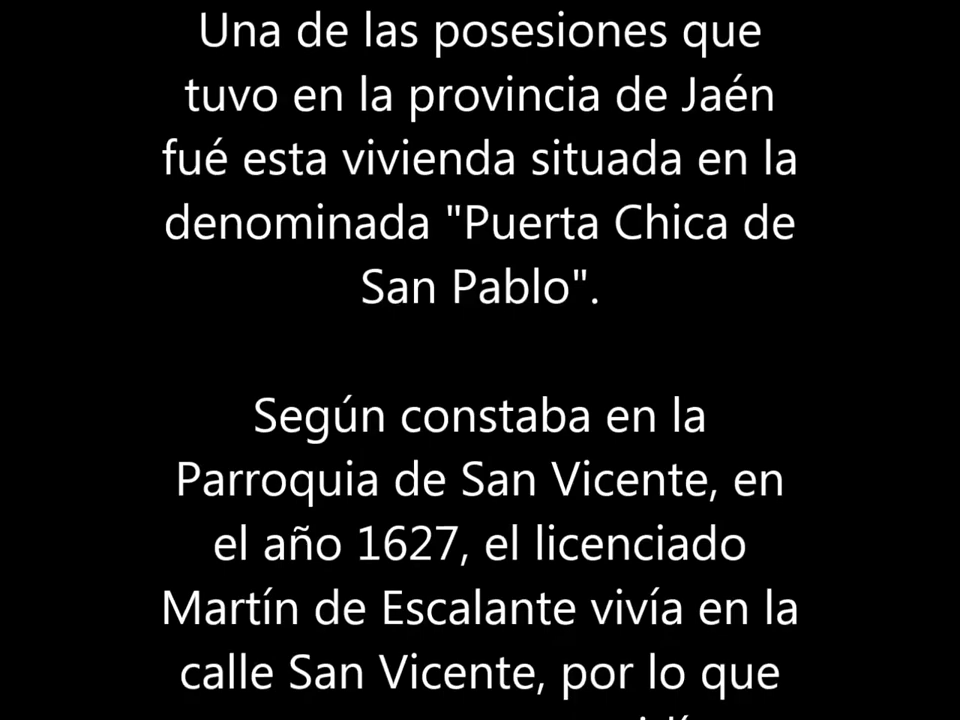 Una de las posesiones que
tuvo en la provincia de Jaén
fué esta vivienda situada en la
denominada "Puerta Chica de
San Pablo".
Según constaba en la
Parroquia de San Vicente, en
el año 1627, el licenciado
Martín de Escalante vivía en la
calle San Vicente, por lo que